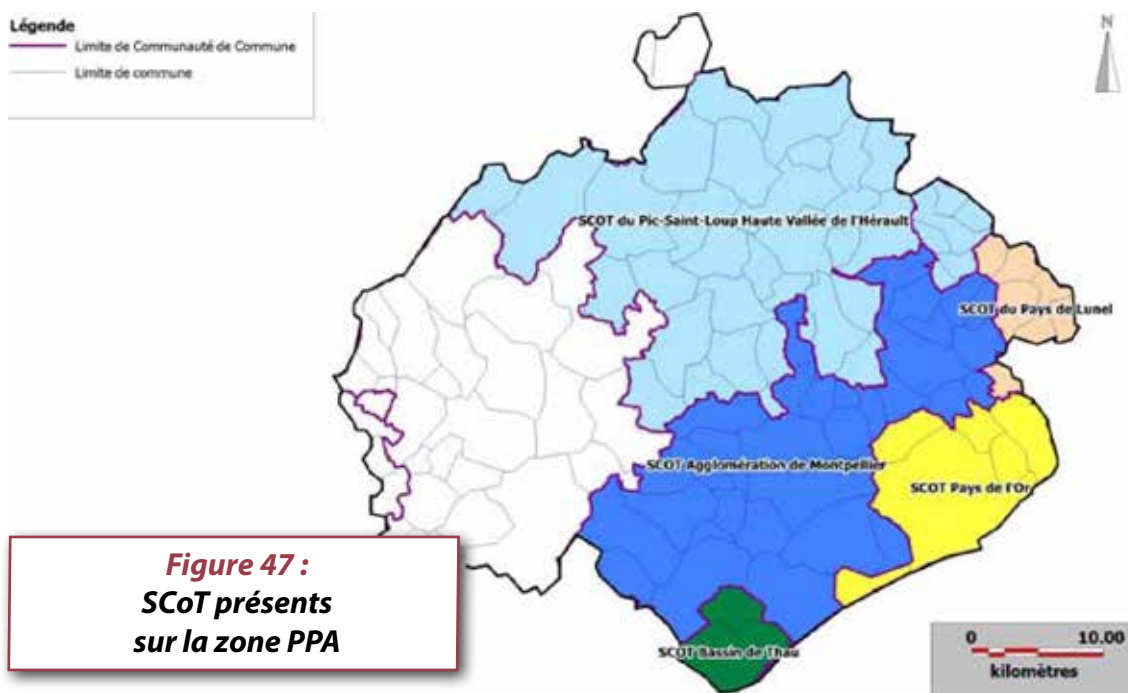 Légende
Limite de Communauté de Commune
Limite de commune
N
SCOT du Pic-Saint-Loup Haute Vallée de l'Hérault
SCOT du Pays de Lunel
SCOT Agglomération de Montpellier
SCOT Pays de l'Or
SCOT Bassin de Thau
Figure 47 :
SCoT présents
sur la zone PPA
0 10.00
kilomètres